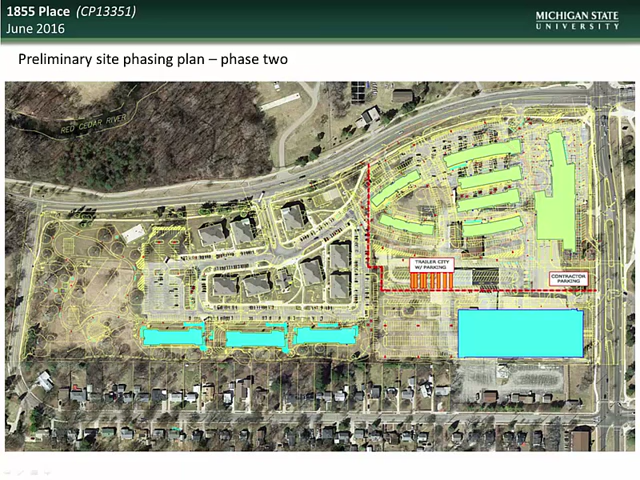 1855 Place (CP13351)
June 2016
MICHIGAN STATE
UNIVERSITY
Preliminary site phasing plan – phase two
RED CEDAR RIVER
TRAILER CITY
W/ PARKING
CONTRACTOR
PARKING